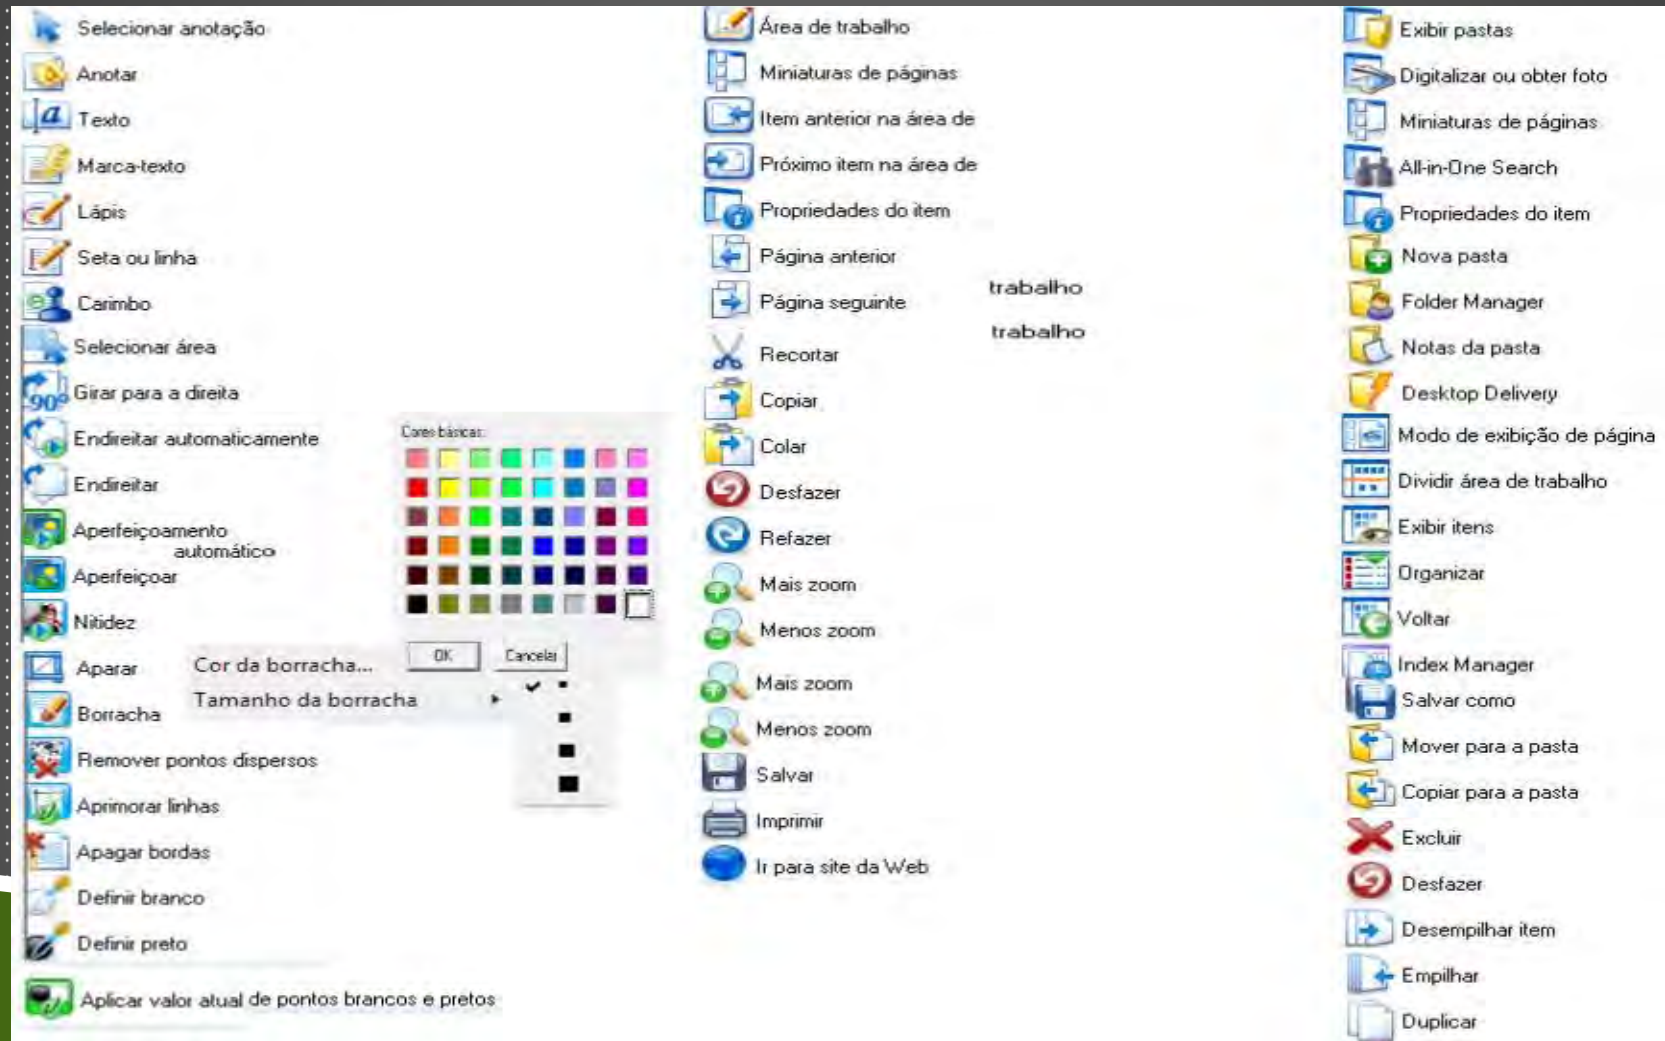 Selecionar anotação
Anotar
Texto
Marca-texto
Lápis
Seta ou linha
Carimbo
Selecionar área
90º
Girar para a direita
Endireitar automaticamente
Endireitar
Aperfeiçoamento
automático
Aperfeiçoar
Nitidez
Aparar
Borracha
Remover pontos dispersos
Aprimorar linhas
Apagar bordas
Definir branco
Definir preto
Aplicar valor atual de pontos brancos e pretos
Cores básicas:
OK
Cancelar
Cor da borracha...
Tamanho da borracha
Área de trabalho
Miniaturas de páginas
Item anterior na área de
Próximo item na área de
Propriedades do item
Página anterior
Página seguinte
trabalho
trabalho
Recortar
Copiar
Colar
Desfazer
Refazer
Mais zoom
Menos zoom
Mais zoom
Menos zoom
Salvar
Imprimir
Ir para site da Web
Exibir pastas
Digitalizar ou obter foto
Miniaturas de páginas
All-in-One Search
Propriedades do item
Nova pasta
Folder Manager
Notas da pasta
Desktop Delivery
Modo de exibição de página
Dividir área de trabalho
Exibir itens
Organizar
Voltar
Index Manager
Salvar como
Mover para a pasta
Copiar para a pasta
Excluir
Desfazer
Desempilhar item
Empilhar
Duplicar